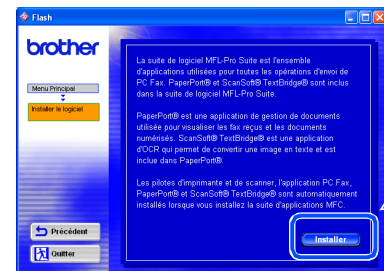 Flash
brother
Menu Principal
Installer le logiciel
La suite de logiciel MFL-Pro Suite est l'ensemble
d'applications utilisées pour toutes les opérations d'envoi de
PC Fax. PaperPort® et ScanSoft® TextBridge® sont inclus
dans la suite de logiciel MFL-Pro Suite.
PaperPort® est une application de gestion de documents
utilisée pour visualiser les fax reçus et les documents
numérisés. ScanSoft® TextBridge® est une application
d'OCR qui permet de convertir une image en texte et est
incluse dans PaperPort®.
Les pilotes d'imprimante et de scanner, l'application PC Fax,
PaperPort® et ScanSoft® TextBridge® sont automatiquement
installés lorsque vous installez la suite d'applications MFC.
Précédent
Quitter
Installer